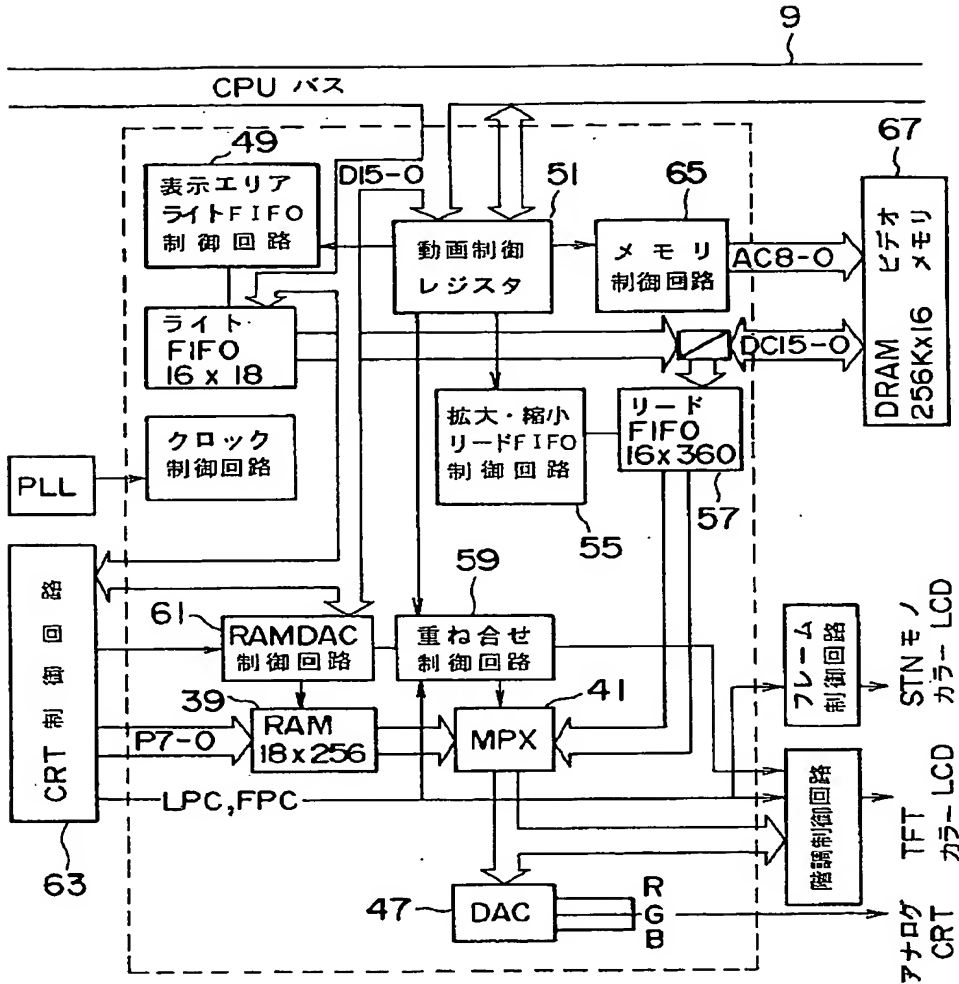 9
CPU バス
49
表示エリア
ライトFIFO
制御回路
D15-0
51
動画制御
レジスタ
65
メモリ
制御回路
AC8-0
67
ビデオ
メモリ
DRAM
256Kx16
ライト
FIFO
16x18
DC15-0
クロック
制御回路
PLL
拡大・縮小
リードFIFO
制御回路
55
リード
FIFO
16x360
57
CRT 制御回路
63
61
RAMDAC
制御回路
59
重ね合せ
制御回路
39
RAM
18x256
P7-0
41
MPX
LPC,FPC
フレーム
制御回路
STNモノ
カラー LCD
階調制御回路
TFT
カラー LCD
47
DAC
R
G
B
アナログ
CRT